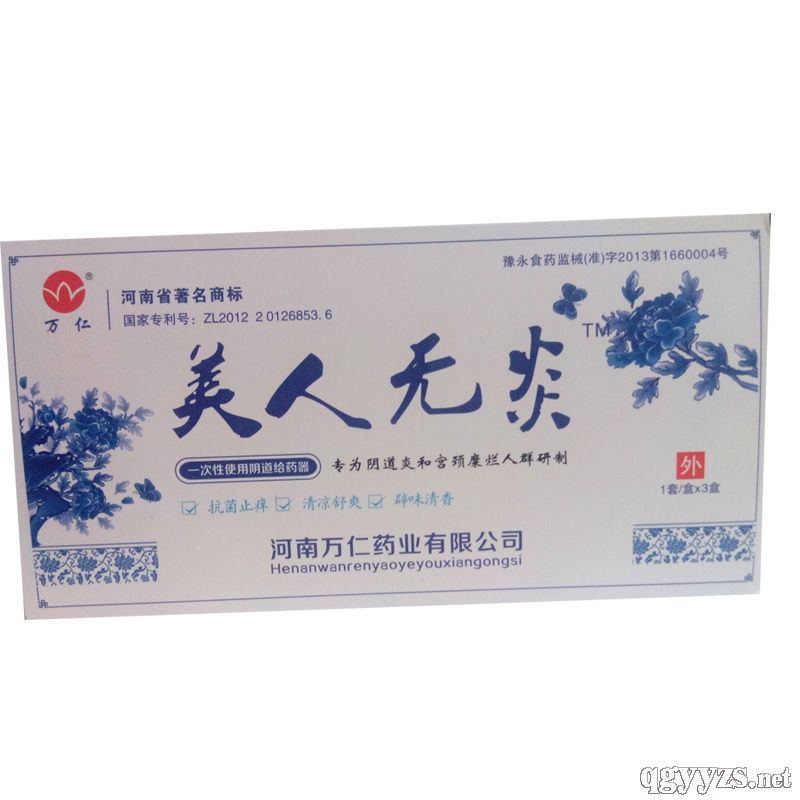 豫永食药监械(准)字2013第1660004号
®
万仁
河南省著名商标
国家专利号：ZL2012 2 0126853.6
美人无炎
TM
一次性使用阴道给药器
专为阴道炎和宫颈糜烂人群研制
外
1套/盒x3盒
抗菌止痒 清凉舒爽 辟味清香
河南万仁药业有限公司
Henanwanrenyaoyeyouxiangongsi
qgyyzs.net